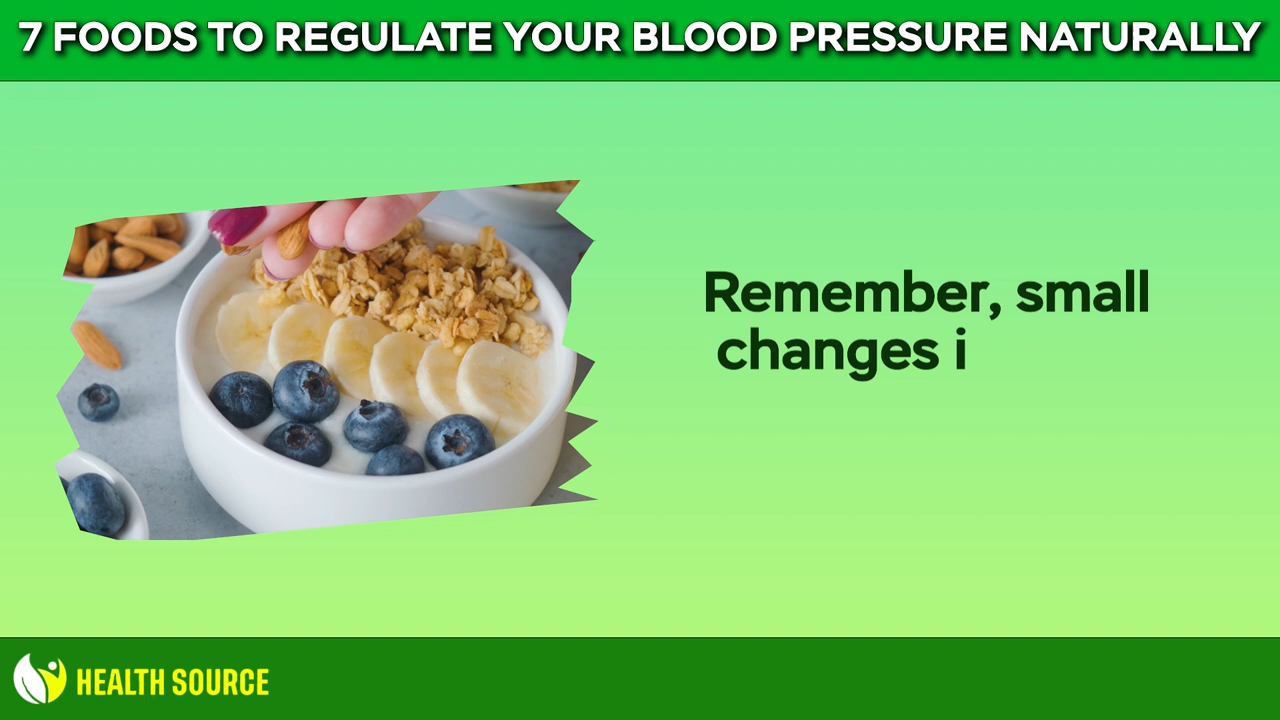 7 FOODS TO REGULATE YOUR BLOOD PRESSURE NATURALLY
Remember, small
changes i
HEALTH SOURCE